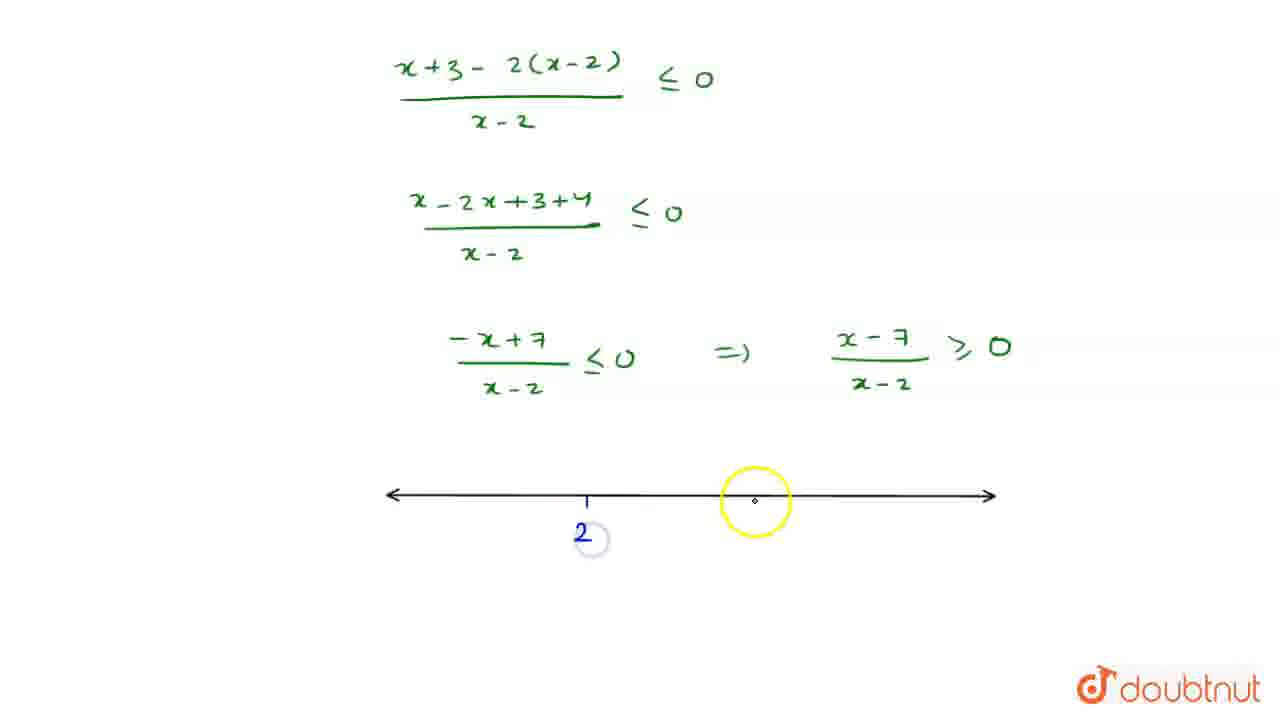 x + 3 - 2(x - 2) ≤ 0
x - 2
x - 2x + 3 + 4 ≤ 0
x - 2
-x + 7 ≤ 0 => x - 7 ≥ 0
x - 2 x - 2
2
doubtnut